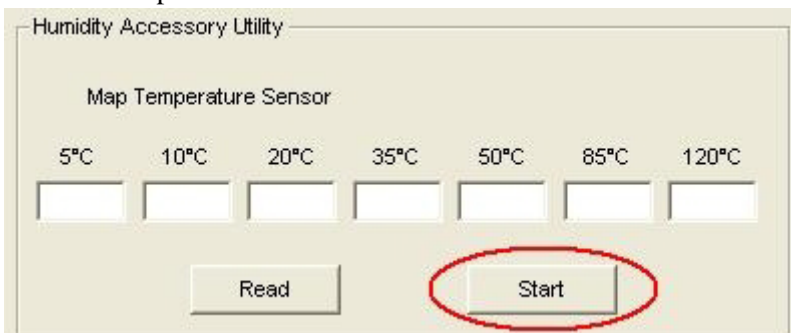 Humidity Accessory Utility
Map Temperature Sensor
5°C 10°C 20°C 35°C 50°C 85°C 120°C
Read Start